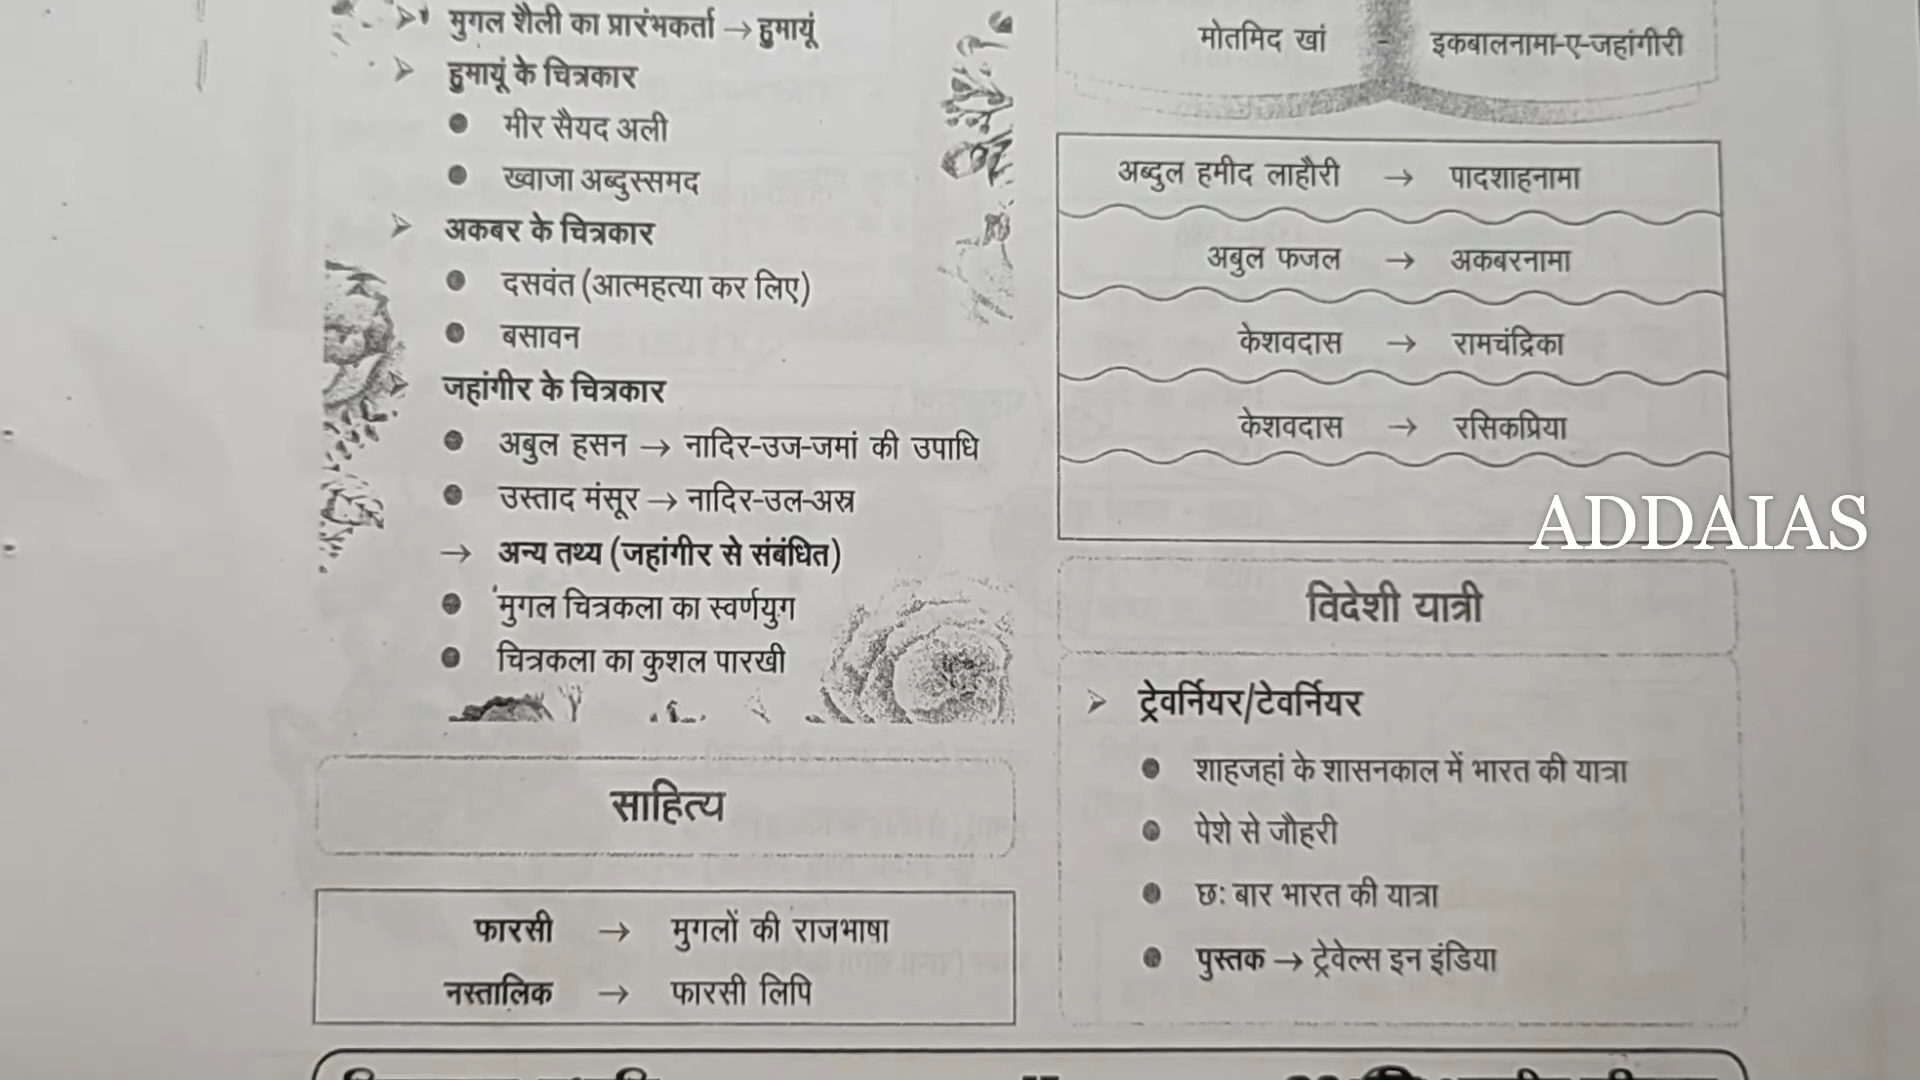 मुगल शैली का प्रारंभकर्ता → हुमायूं
हुमायूं के चित्रकार
मीर सैयद अली
ख्वाजा अब्दुस्समद
अकबर के चित्रकार
दसवंत (आत्महत्या कर लिए)
बसावन
जहांगीर के चित्रकार
अबुल हसन → नादिर-उज-जमां की उपाधि
उस्ताद मंसूर → नादिर-उल-अस्र
→ अन्य तथ्य (जहांगीर से संबंधित)
मुगल चित्रकला का स्वर्णयुग
चित्रकला का कुशल पारखी
साहित्य
फारसी → मुगलों की राजभाषा
नस्तालिक → फारसी लिपि
मोतमिद खां - इकबालनामा-ए-जहांगीरी
अब्दुल हमीद लाहौरी → पादशाहनामा
अबुल फजल → अकबरनामा
केशवदास → रामचंद्रिका
केशवदास → रसिकप्रिया
ADDAIAS
विदेशी यात्री
ट्रेवर्नियर/टेवर्नियर
शाहजहां के शासनकाल में भारत की यात्रा
पेशे से जौहरी
छः बार भारत की यात्रा
पुस्तक → ट्रेवेल्स इन इंडिया